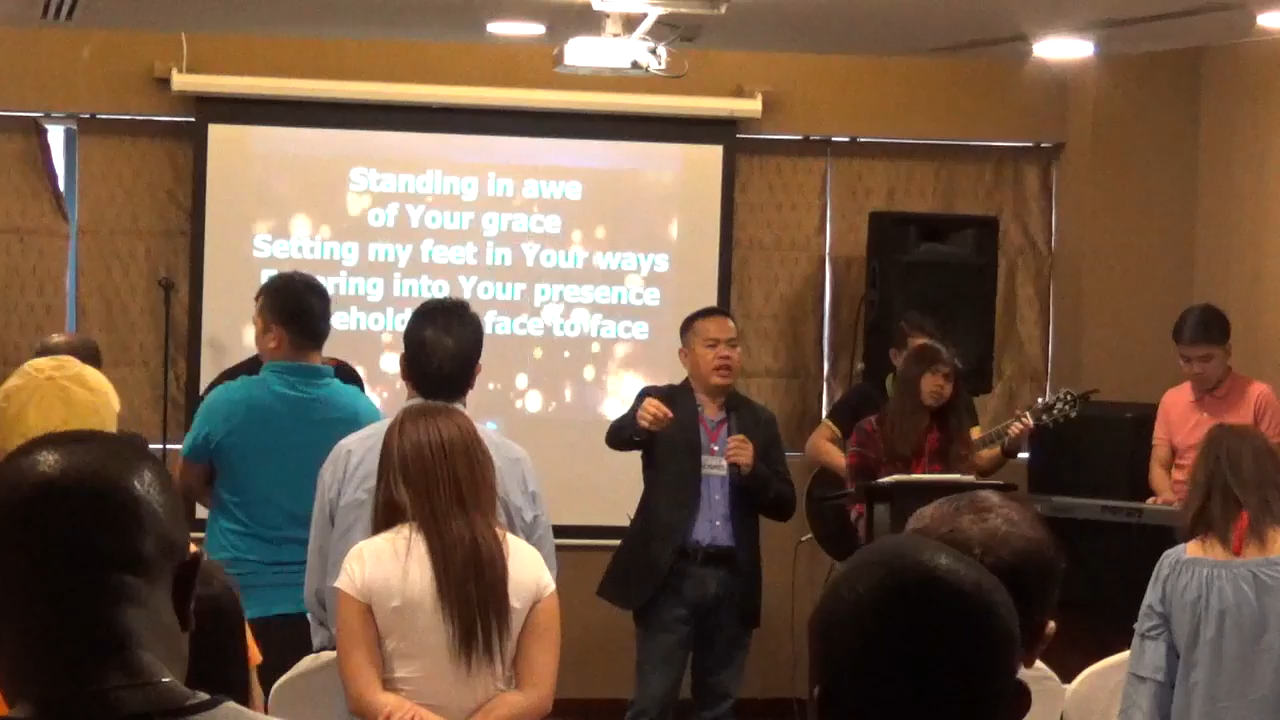 Standing in awe
of Your grace
Setting my feet in Your ways
into Your presence
face to face